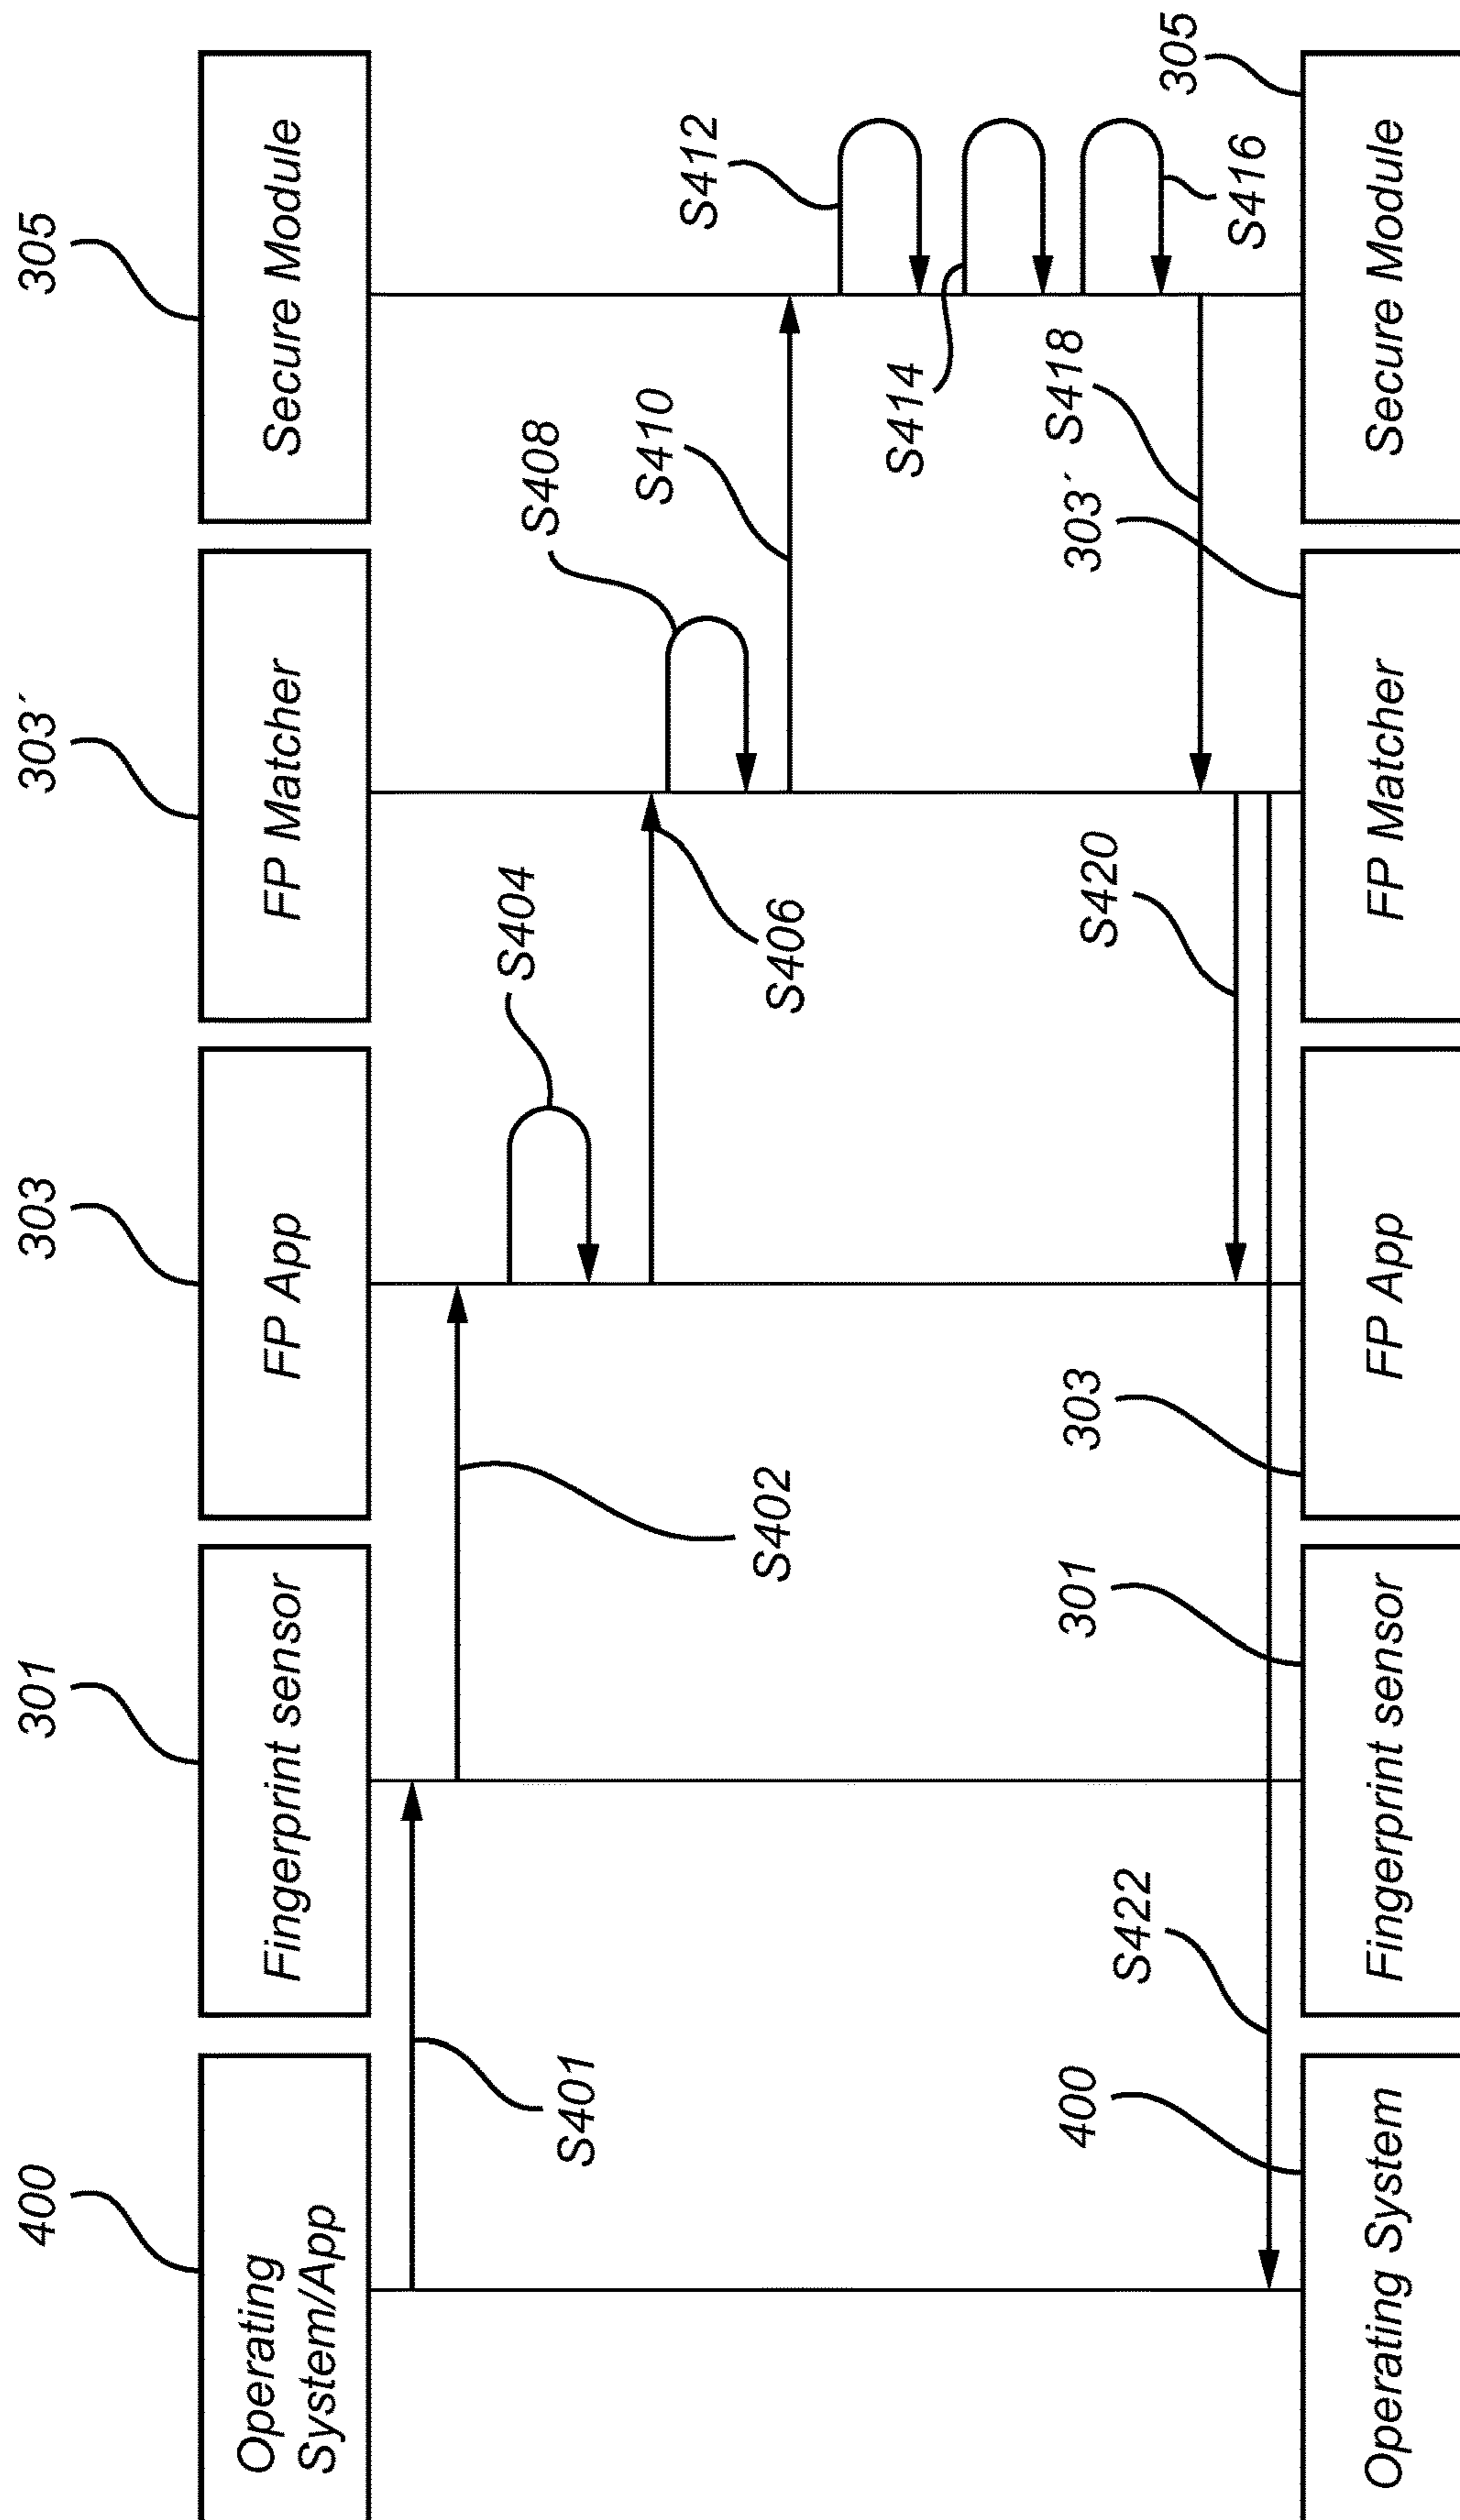 400
301
303
303´
305
Operating
System/App
Fingerprint sensor
FP App
FP Matcher
Secure Module
S401
S402
S404
S406
S408
S410
S412
S414
S416
S418
S420
S422
400
301
303
303´
305
Operating System
Fingerprint sensor
FP App
FP Matcher
Secure Module